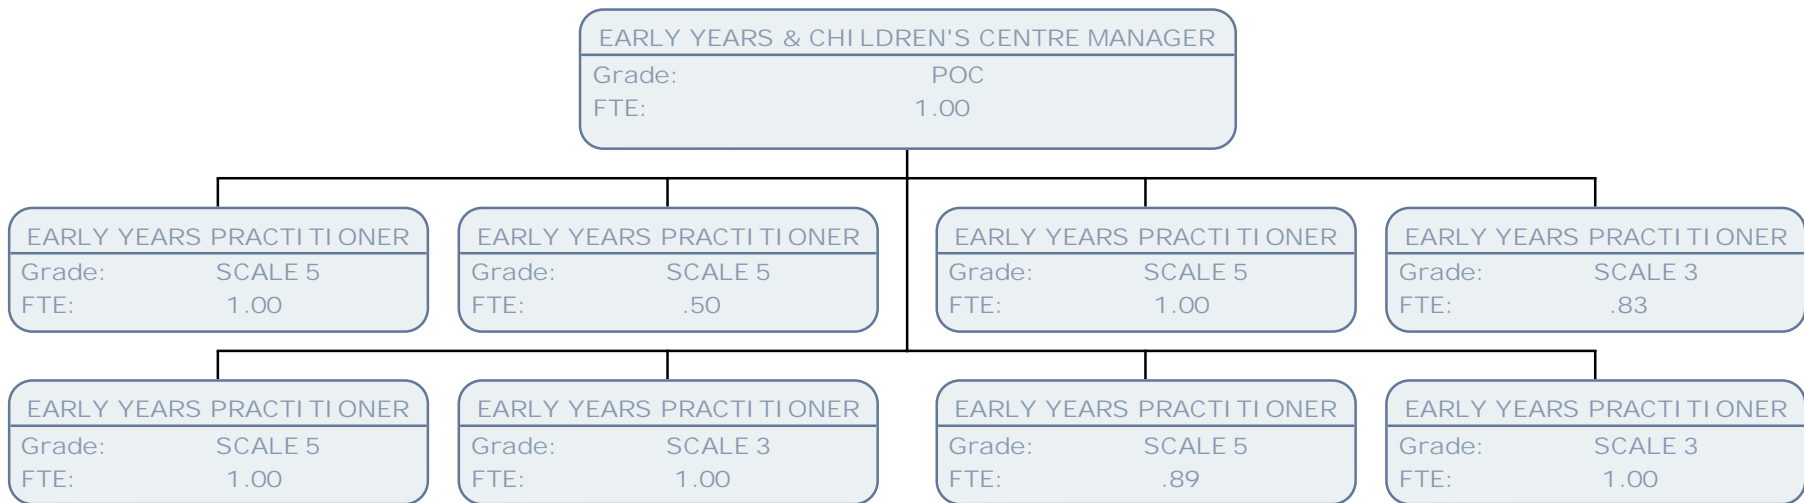 EARLY YEARS & CHILDREN'S CENTRE MANAGER
Grade: POC
FTE: 1.00
EARLY YEARS PRACTITIONER
Grade: SCALE 5
FTE: 1.00
EARLY YEARS PRACTITIONER
Grade: SCALE 5
FTE: .50
EARLY YEARS PRACTITIONER
Grade: SCALE 5
FTE: 1.00
EARLY YEARS PRACTITIONER
Grade: SCALE 3
FTE: .83
EARLY YEARS PRACTITIONER
Grade: SCALE 5
FTE: 1.00
EARLY YEARS PRACTITIONER
Grade: SCALE 3
FTE: 1.00
EARLY YEARS PRACTITIONER
Grade: SCALE 5
FTE: .89
EARLY YEARS PRACTITIONER
Grade: SCALE 3
FTE: 1.00